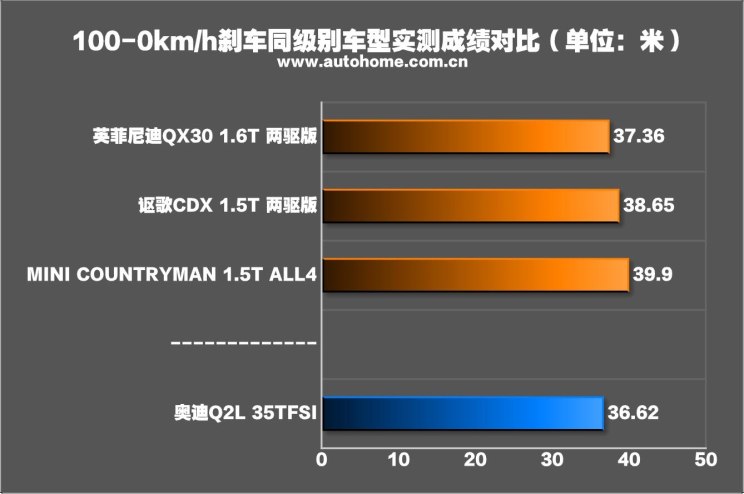 100-0km/h刹车同级别车型实测成绩对比（单位：米）
www.autohome.com.cn
英菲尼迪QX30 1.6T 两驱版 37.36
讴歌CDX 1.5T 两驱版 38.65
MINI COUNTRYMAN 1.5T ALL4 39.9
-------------
奥迪Q2L 35TFSI 36.62
0 10 20 30 40 50